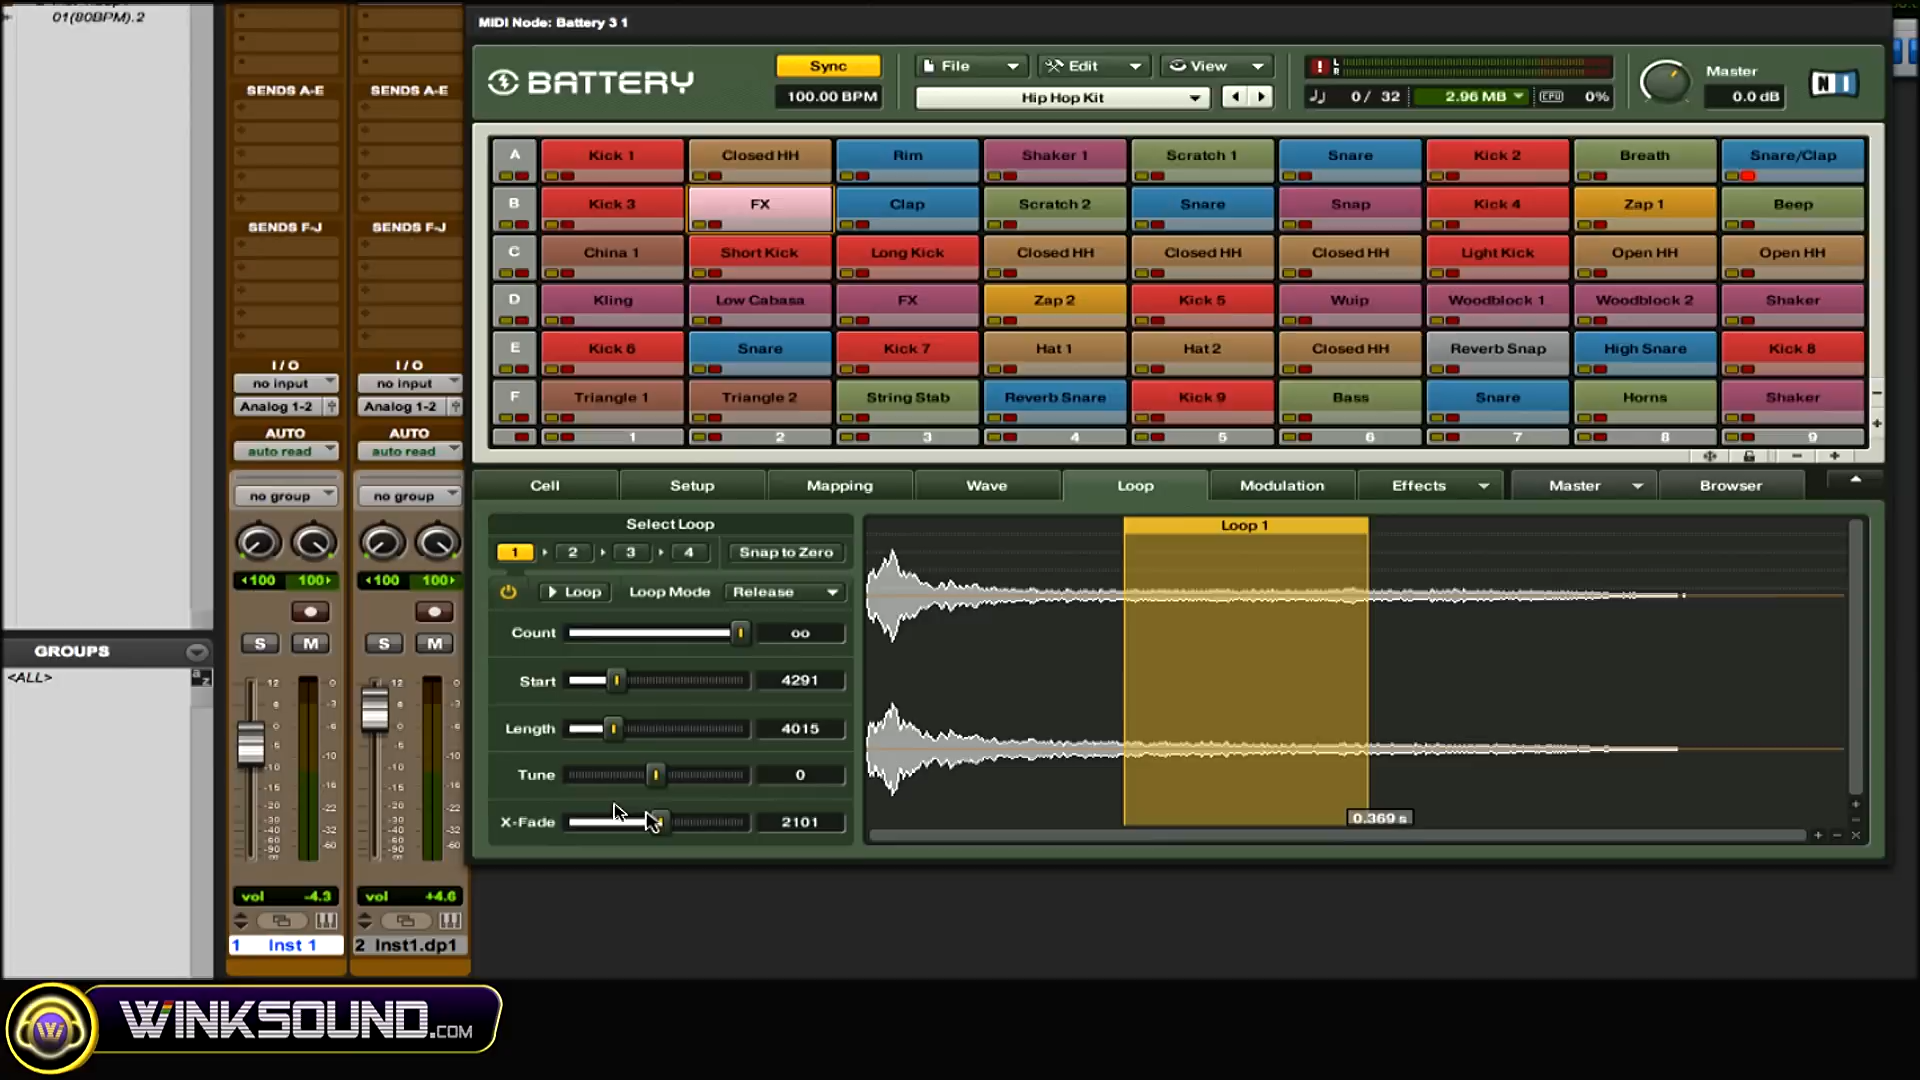 01(80BPM).2
MIDI Node: Battery 3 1
BATTERY
Sync
100.00 BPM
File
Edit
View
Hip Hop Kit
L
R
0 / 32
2.96 MB
CPU
0%
Master
0.0 dB
NI
A Kick 1 Closed HH Rim Shaker 1 Scratch 1 Snare Kick 2 Breath Snare/Clap
B Kick 3 FX Clap Scratch 2 Snare Snap Kick 4 Zap 1 Beep
C China 1 Short Kick Long Kick Closed HH Closed HH Closed HH Light Kick Open HH Open HH
D Kling Low Cabasa FX Zap 2 Kick 5 Wuip Woodblock 1 Woodblock 2 Shaker
E Kick 6 Snare Kick 7 Hat 1 Hat 2 Closed HH Reverb Snap High Snare Kick 8
F Triangle 1 Triangle 2 String Stab Reverb Snare Kick 9 Bass Snare Horns Shaker
1 2 3 4 5 6 7 8 9
Cell Setup Mapping Wave Loop Modulation Effects Master Browser
Select Loop
1 2 3 4 Snap to Zero
Loop Loop Mode Release
Count oo
Start 4291
Length 4015
Tune 0
X-Fade 2101
Loop 1
0.369 s
SENDS A-E SENDS A-E
SENDS F-J SENDS F-J
I / O I / O
no input no input
Analog 1-2 Analog 1-2
AUTO AUTO
auto read auto read
no group no group
100 100 100 100
S M S M
vol -4.3 vol +4.6
1 Inst 1 2 Inst1.dp1
GROUPS
<ALL>
a z
WINKSOUND.COM